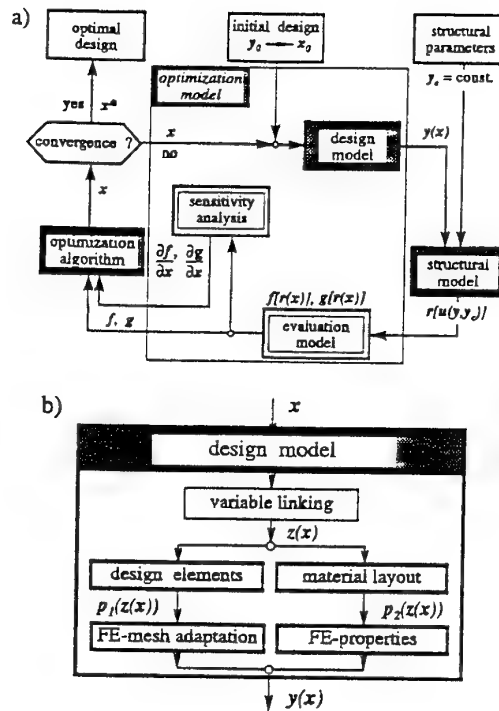 a)
optimal
design
initial design
y₀ ⟵ x₀
structural
parameters
yes
x*
optimization
model
yₑ = const.
convergence ?
x
no
design
model
y(x)
x
sensitivity
analysis
optimization
algorithm
∂f/∂x, ∂g/∂x
structural
model
f[r(x)], g[r(x)]
f, g
evaluation
model
r[u(y,yₑ)]
b)
x
design model
variable linking
z(x)
design elements
material layout
p₁(z(x))
p₂(z(x))
FE-mesh adaptation
FE-properties
y(x)